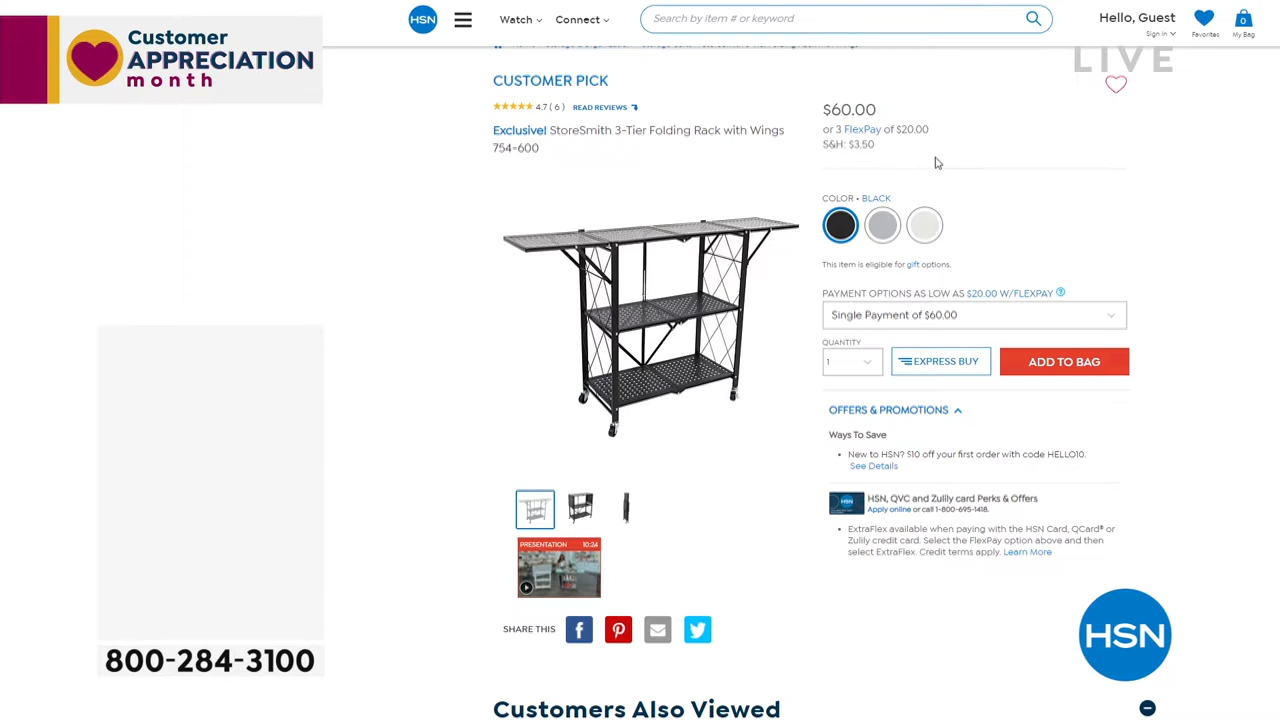 Customer
APPRECIATION
month
HSN
Watch
Connect
Search by item # or keyword
Hello, Guest
Sign in
Favorites
0
My Bag
LIVE
CUSTOMER PICK
4.7 ( 6 ) READ REVIEWS
Exclusive! StoreSmith 3-Tier Folding Rack with Wings
754-600
$60.00
or 3 FlexPay of $20.00
S&H: $3.50
COLOR • BLACK
This item is eligible for gift options.
PAYMENT OPTIONS AS LOW AS $20.00 W/FLEXPAY
Single Payment of $60.00
QUANTITY
1
EXPRESS BUY
ADD TO BAG
OFFERS & PROMOTIONS
Ways To Save
• New to HSN? $10 off your first order with code HELLO10.
See Details
HSN, QVC and Zulily card Perks & Offers
Apply online or call 1-800-695-1418.
• ExtraFlex available when paying with the HSN Card, QCard® or
Zulily credit card. Select the FlexPay option above and then
select ExtraFlex. Credit terms apply. Learn More
PRESENTATION 10:24
SHARE THIS
800-284-3100
HSN
Customers Also Viewed